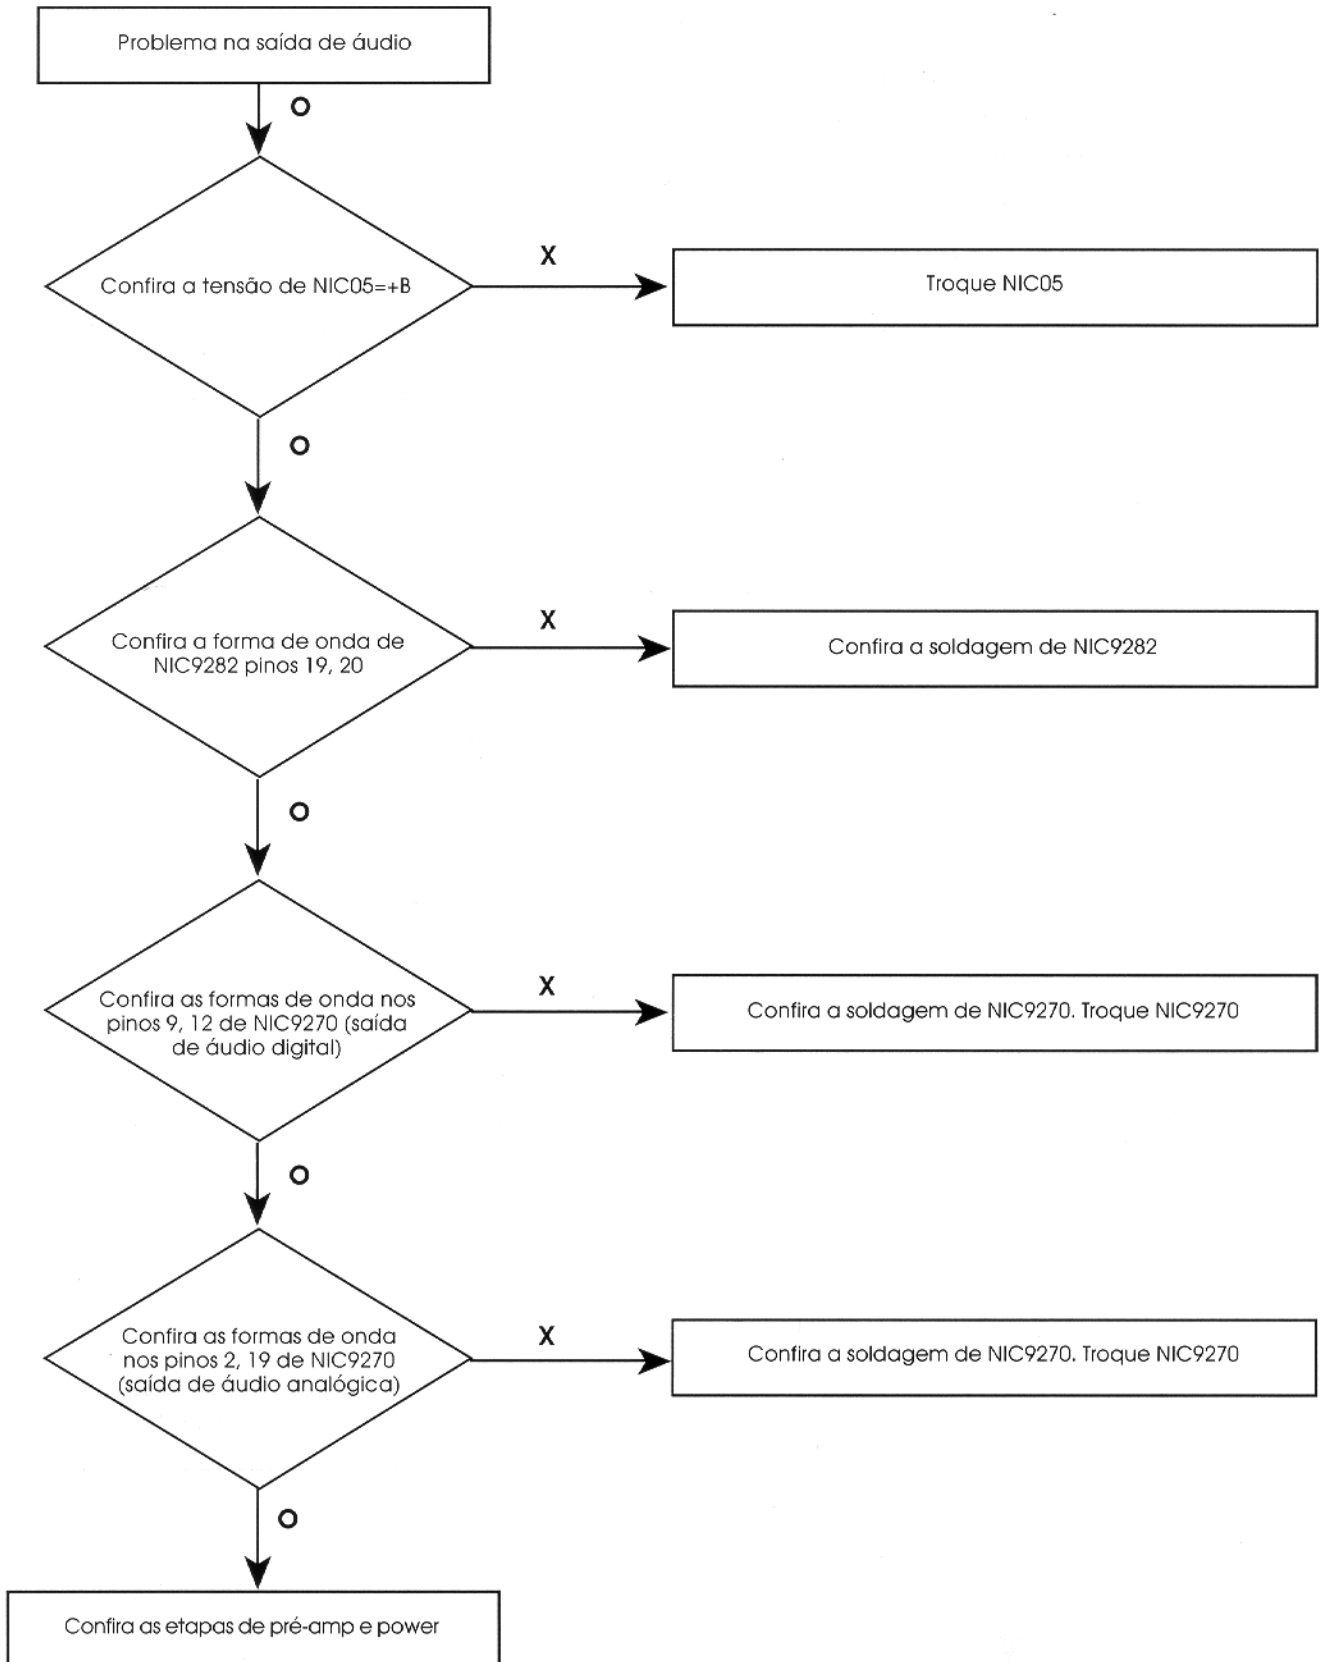 Problema na saída de áudio
O
Confira a tensão de NIC05=+B
X
Troque NIC05
O
Confira a forma de onda de
NIC9282 pinos 19, 20
X
Confira a soldagem de NIC9282
O
Confira as formas de onda nos
pinos 9, 12 de NIC9270 (saída
de áudio digital)
X
Confira a soldagem de NIC9270. Troque NIC9270
O
Confira as formas de onda
nos pinos 2, 19 de NIC9270
(saída de áudio analógica)
X
Confira a soldagem de NIC9270. Troque NIC9270
O
Confira as etapas de pré-amp e power